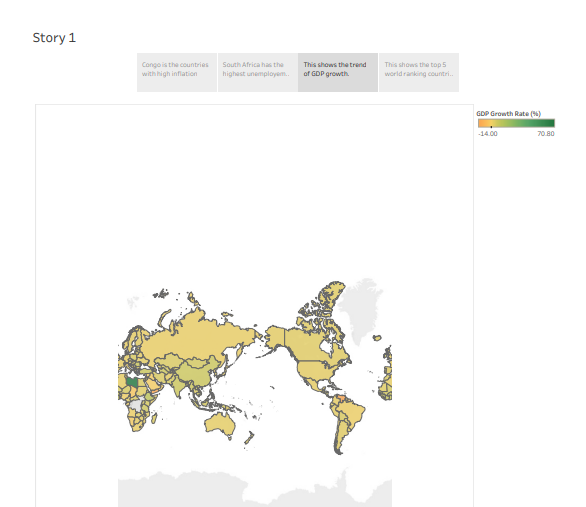 Story 1
Congo is the countries
with high inflation
South Africa has the
highest unemployem..
This shows the trend
of GDP growth.
This shows the top 5
world ranking countri..
GDP Growth Rate (%)
-14.00 70.80